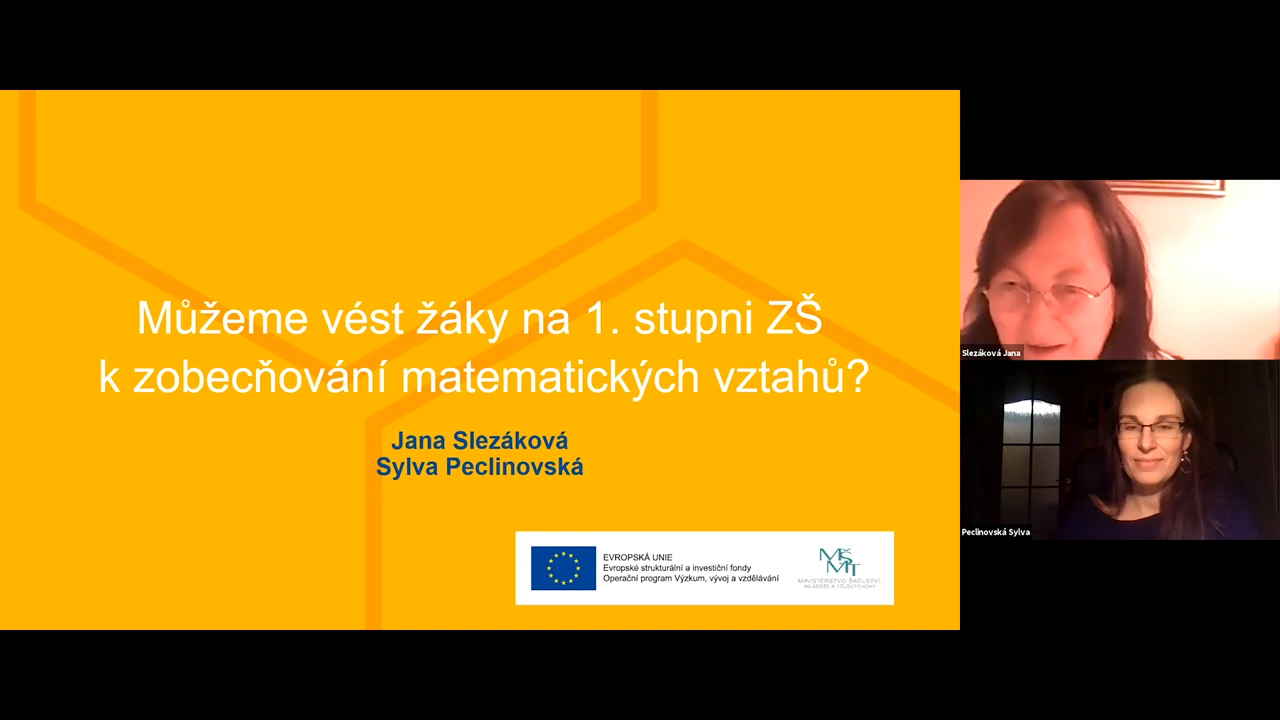 Můžeme vést žáky na 1. stupni ZŠ
k zobecňování matematických vztahů?
Jana Slezáková
Sylva Peclinovská
EVROPSKÁ UNIE
Evropské strukturální a investiční fondy
Operační program Výzkum, vývoj a vzdělávání
MŠMT
MINISTERSTVO ŠKOLSTVÍ,
MLÁDEŽE A TĚLOVÝCHOVY
Slezáková Jana
Peclinovská Sylva